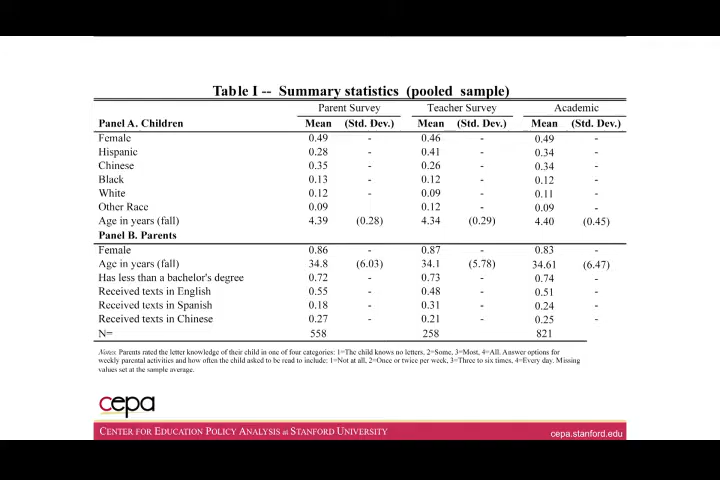 Table I -- Summary statistics (pooled sample)
Parent Survey Teacher Survey Academic
Panel A. Children Mean (Std. Dev.) Mean (Std. Dev.) Mean (Std. Dev.)
Female 0.49 - 0.46 - 0.49 -
Hispanic 0.28 - 0.41 - 0.34 -
Chinese 0.35 - 0.26 - 0.34 -
Black 0.13 - 0.12 - 0.12 -
White 0.12 - 0.09 - 0.11 -
Other Race 0.09 - 0.12 - 0.09 -
Age in years (fall) 4.39 (0.28) 4.34 (0.29) 4.40 (0.45)
Panel B. Parents
Female 0.86 - 0.87 - 0.83 -
Age in years (fall) 34.8 (6.03) 34.1 (5.78) 34.61 (6.47)
Has less than a bachelor's degree 0.72 - 0.73 - 0.74 -
Received texts in English 0.55 - 0.48 - 0.51 -
Received texts in Spanish 0.18 - 0.31 - 0.24 -
Received texts in Chinese 0.27 - 0.21 - 0.25 -
N= 558 258 821
Notes: Parents rated the letter knowledge of their child in one of four categories: 1=The child knows no letters, 2=Some, 3=Most, 4=All. Answer options for
weekly parental activities and how often the child asked to be read to include: 1=Not at all, 2=Once or twice per week, 3=Three to six times, 4=Every day. Missing
values set at the sample average.
cepa
CENTER FOR EDUCATION POLICY ANALYSIS at STANFORD UNIVERSITY
cepa.stanford.edu